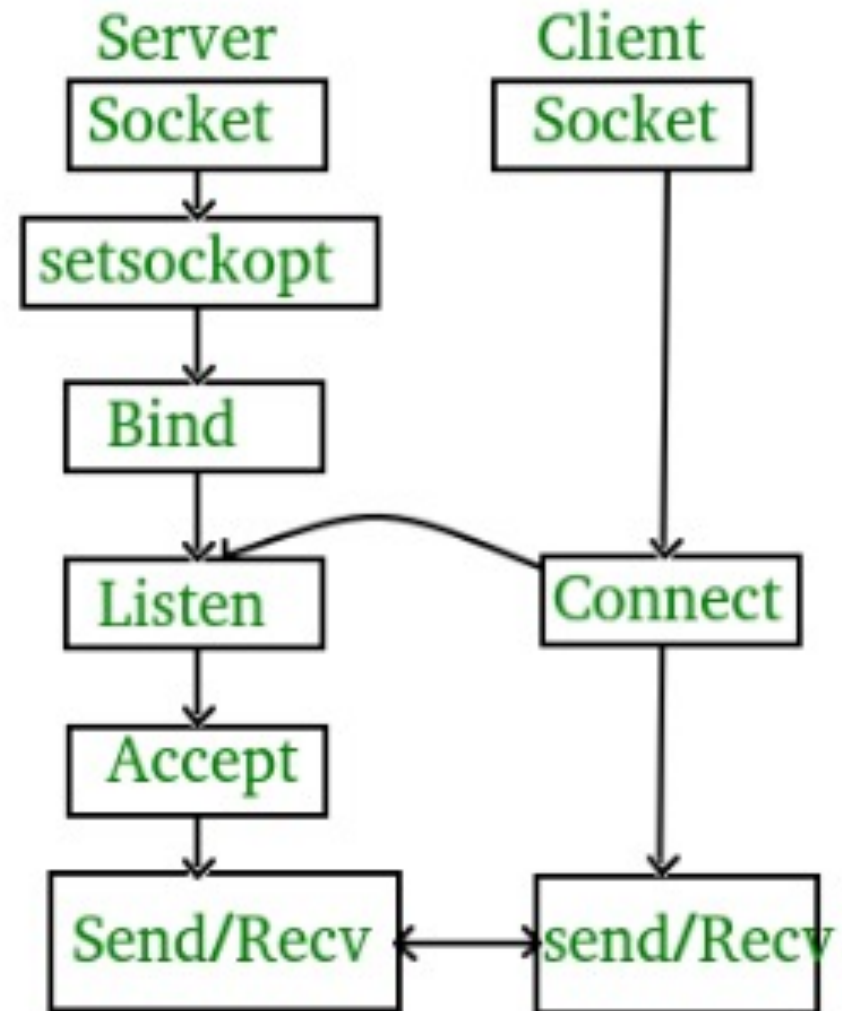 Server
Socket
setsockopt
Bind
Listen
Accept
Send/Recv
Client
Socket
Connect
send/Recv